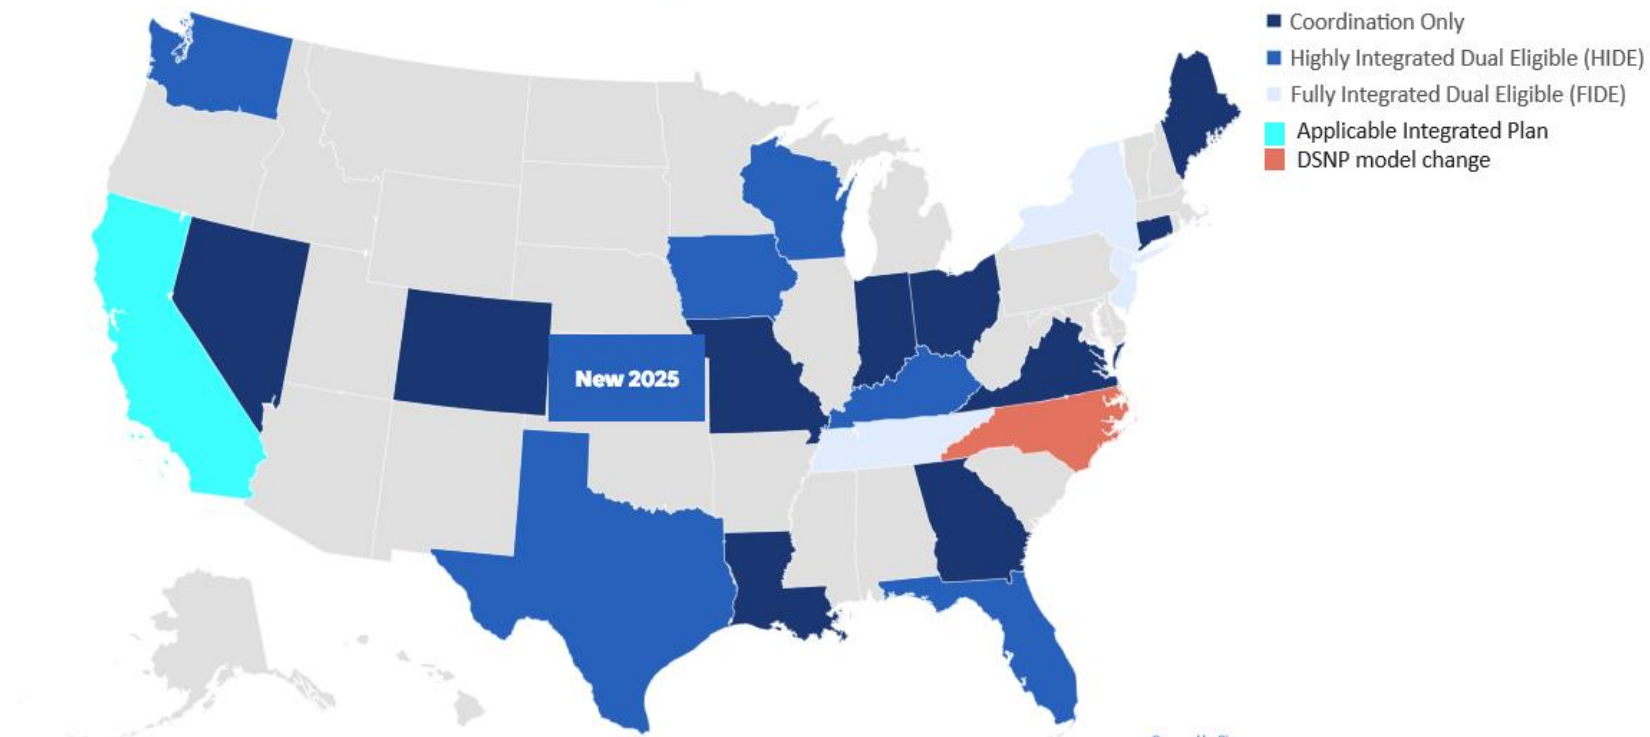 Coordination Only
Highly Integrated Dual Eligible (HIDE)
Fully Integrated Dual Eligible (FIDE)
Applicable Integrated Plan
DSNP model change
New 2025